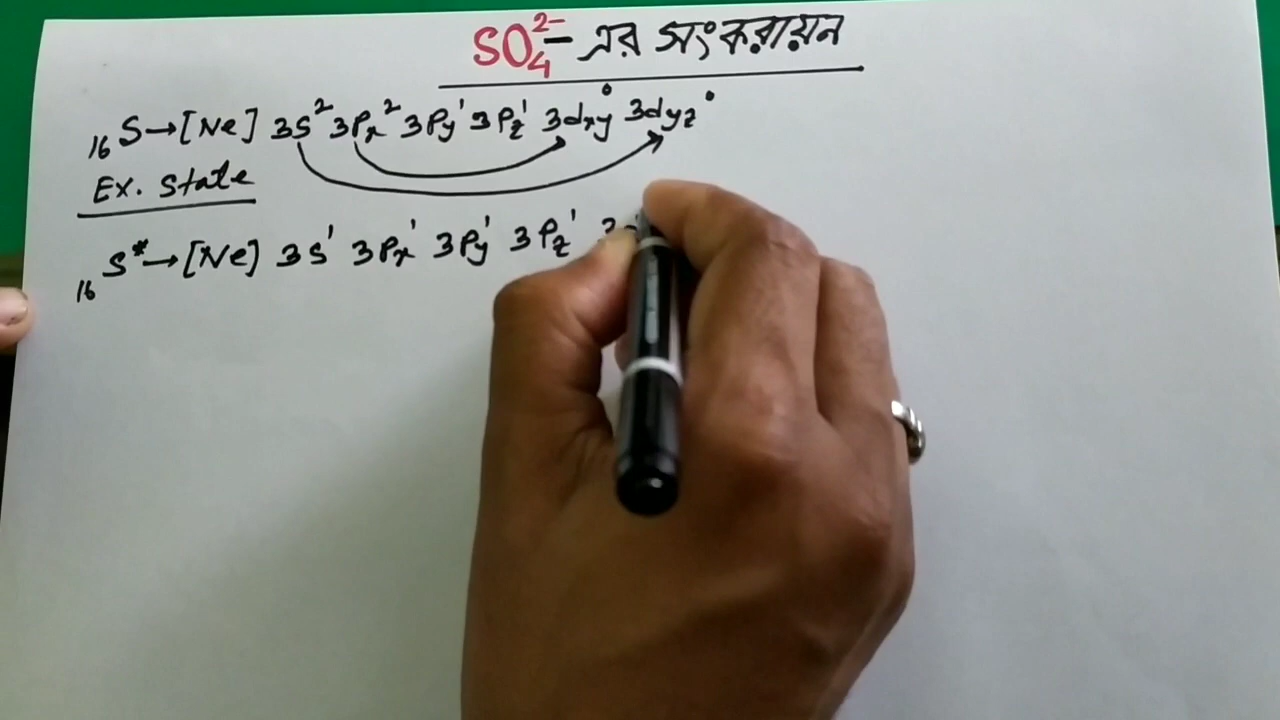 SO₄²⁻ - এর সংকরায়ন
₁₆S→[Ne] 3s² 3Px² 3Py¹ 3Pz¹ 3dxy⁰ 3dyz⁰
Ex. State
₁₆S*→[Ne] 3s¹ 3Px¹ 3Py¹ 3Pz¹ 3